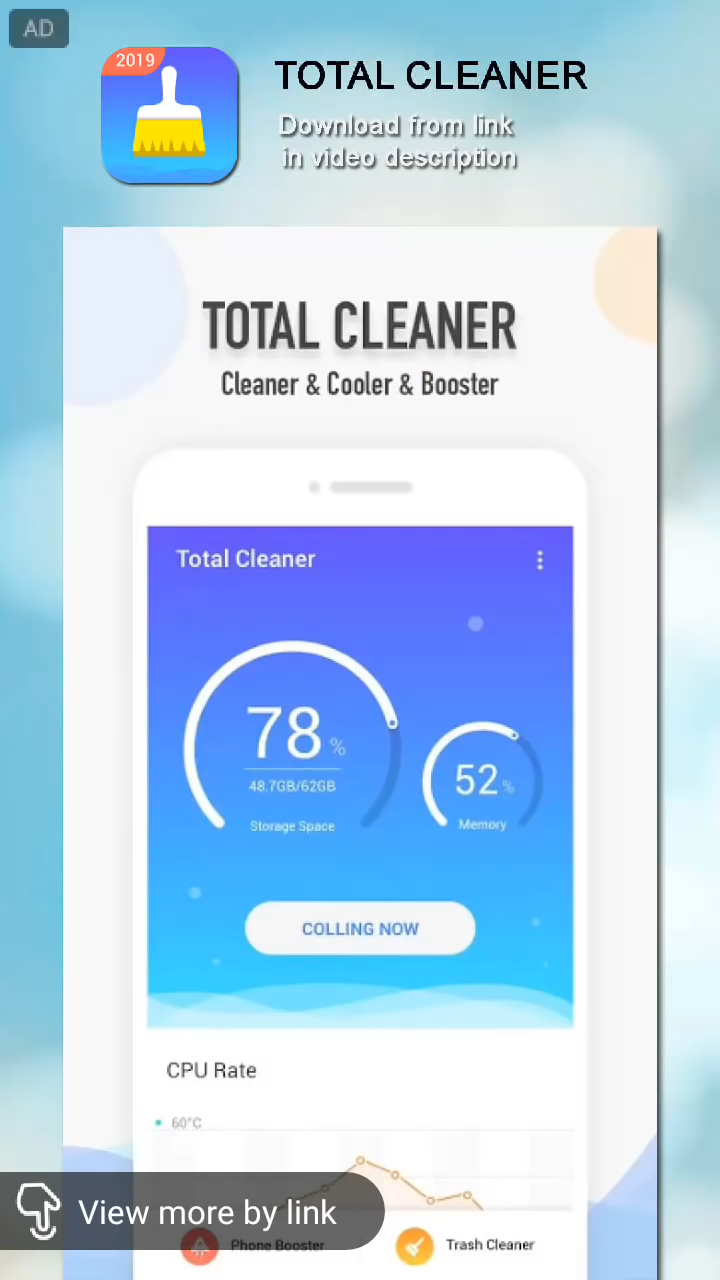 AD
2019
TOTAL CLEANER
Download from link
in video description
TOTAL CLEANER
Cleaner & Cooler & Booster
Total Cleaner
78 %
48.7GB/62GB
Storage Space
52 %
Memory
COLLING NOW
CPU Rate
60°C
View more by link
Phone Booster
Trash Cleaner